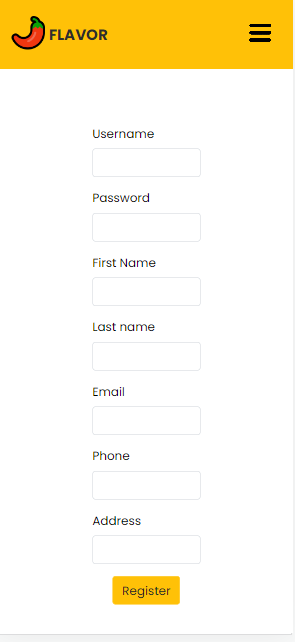 FLAVOR
Username
Password
First Name
Last name
Email
Phone
Address
Register